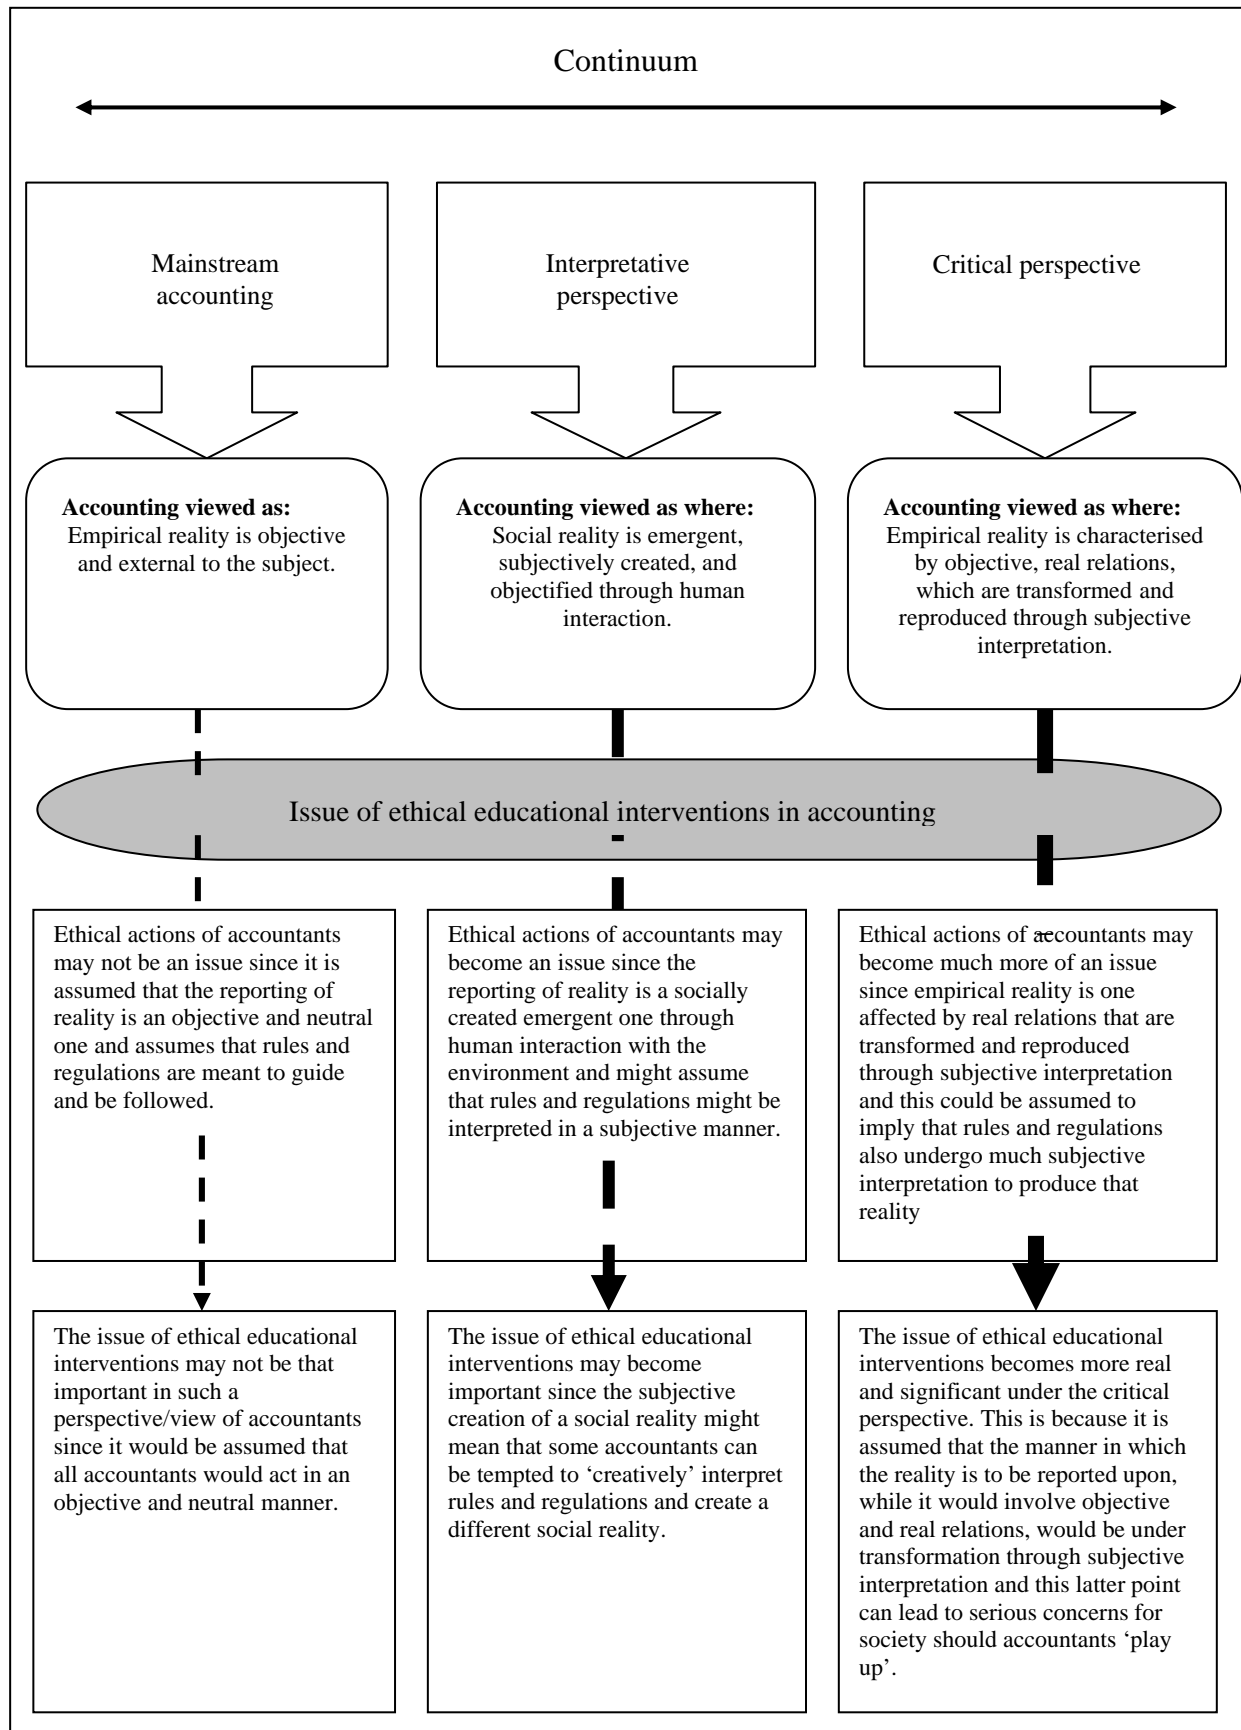 Continuum
Mainstream
accounting
Interpretative
perspective
Critical perspective
Accounting viewed as:
Empirical reality is objective
and external to the subject.
Accounting viewed as where:
Social reality is emergent,
subjectively created, and
objectified through human
interaction.
Accounting viewed as where:
Empirical reality is characterised
by objective, real relations,
which are transformed and
reproduced through subjective
interpretation.
Issue of ethical educational interventions in accounting
Ethical actions of accountants
may not be an issue since it is
assumed that the reporting of
reality is an objective and neutral
one and assumes that rules and
regulations are meant to guide
and be followed.
Ethical actions of accountants may
become an issue since the
reporting of reality is a socially
created emergent one through
human interaction with the
environment and might assume
that rules and regulations might be
interpreted in a subjective manner.
Ethical actions of accountants may
become much more of an issue
since empirical reality is one
affected by real relations that are
transformed and reproduced
through subjective interpretation
and this could be assumed to
imply that rules and regulations
also undergo much subjective
interpretation to produce that
reality
The issue of ethical educational
interventions may not be that
important in such a
perspective/view of accountants
since it would be assumed that
all accountants would act in an
objective and neutral manner.
The issue of ethical educational
interventions may become
important since the subjective
creation of a social reality might
mean that some accountants can
be tempted to ‘creatively’ interpret
rules and regulations and create a
different social reality.
The issue of ethical educational
interventions becomes more real
and significant under the critical
perspective. This is because it is
assumed that the manner in which
the reality is to be reported upon,
while it would involve objective
and real relations, would be under
transformation through subjective
interpretation and this latter point
can lead to serious concerns for
society should accountants ‘play
up’.